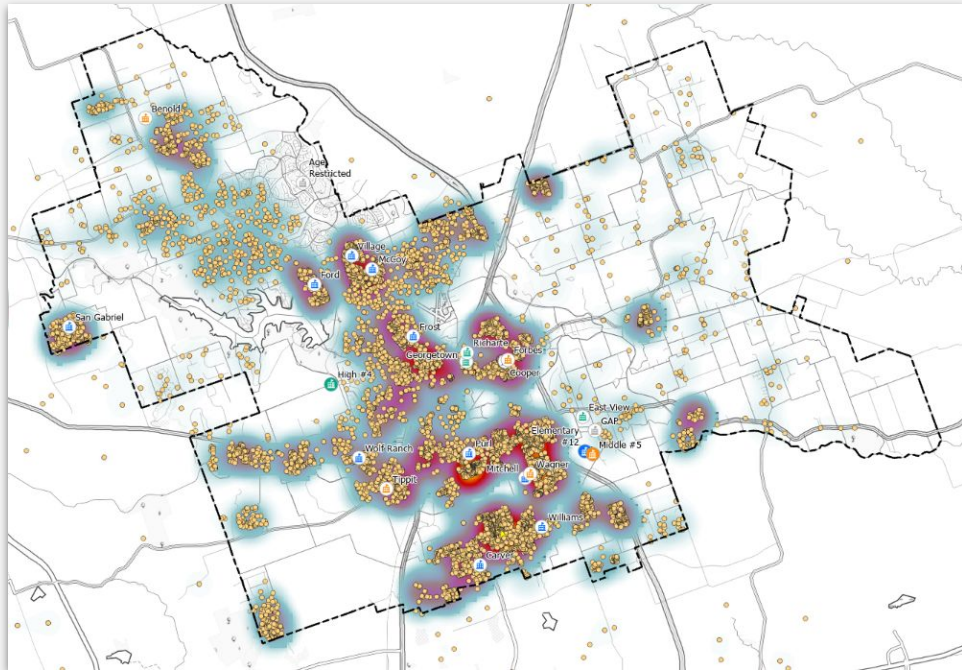 Benold
Age
Restricted
Village
McCoy
Ford
San Gabriel
Frost
Richarte
Georgetown
Forbes
Cooper
High #4
East View
GAP
Elementary
#12
Middle #5
Wolf Ranch
Purl
Mitchell
Wagner
Tippit
Williams
Carver